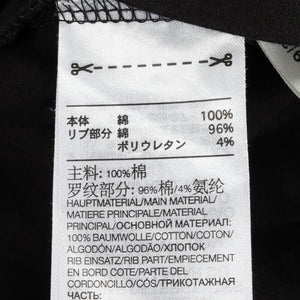 本体 綿 100%
リブ部分 綿 96%
ポリウレタン 4%
主料: 100%棉
罗纹部分: 96%棉/4%氨纶
HAUPTMATERIAL/MAIN MATERIAL/
MATIERE PRINCIPALE/MATERIAL
PRINCIPAL/ОСНОВНОЙ МАТЕРИАЛ:
100% BAUMWOLLE/COTTON/COTON/
ALGODÓN/ALGODÃO/ХЛОПОК
RIB EINSATZ/RIB PART/EMPIECEMENT
EN BORD COTE/PARTE DEL
CORDONCILLO/CÓS/ТРИКОТАЖНАЯ
ЧАСТЬ: